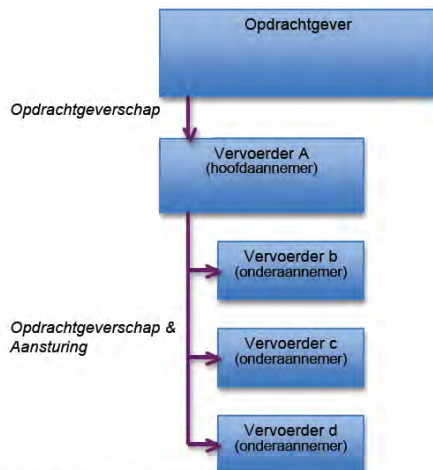 Opdrachtgever
Opdrachtgeverschap
Vervoerder A
(hoofdaannemer)
Vervoerder b
(onderaannemer)
Opdrachtgeverschap &
Aansturing
Vervoerder c
(onderaannemer)
Vervoerder d
(onderaannemer)